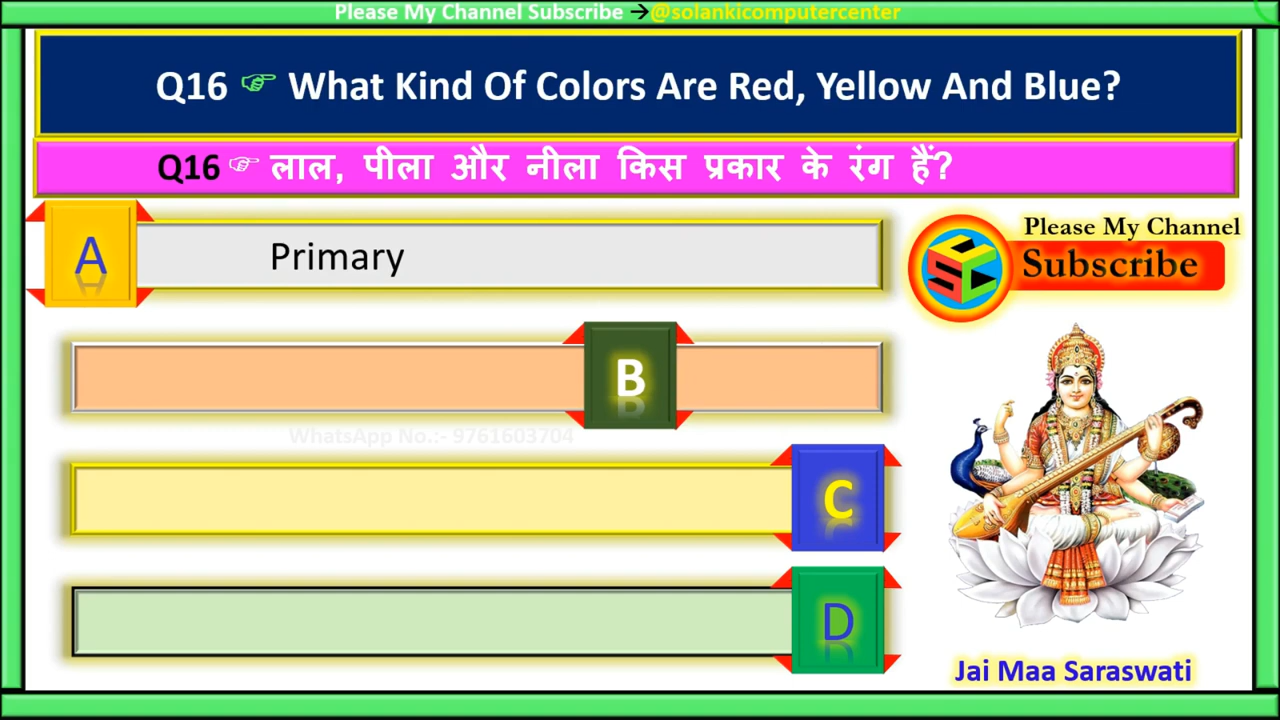 Please My Channel Subscribe →@solankicomputercenter
Q16 ☞ What Kind Of Colors Are Red, Yellow And Blue?
Q16 ☞ लाल, पीला और नीला किस प्रकार के रंग हैं?
A Primary
Please My Channel
Subscribe
SCC
B
WhatsApp No.:- 9761603704
C
D
Jai Maa Saraswati